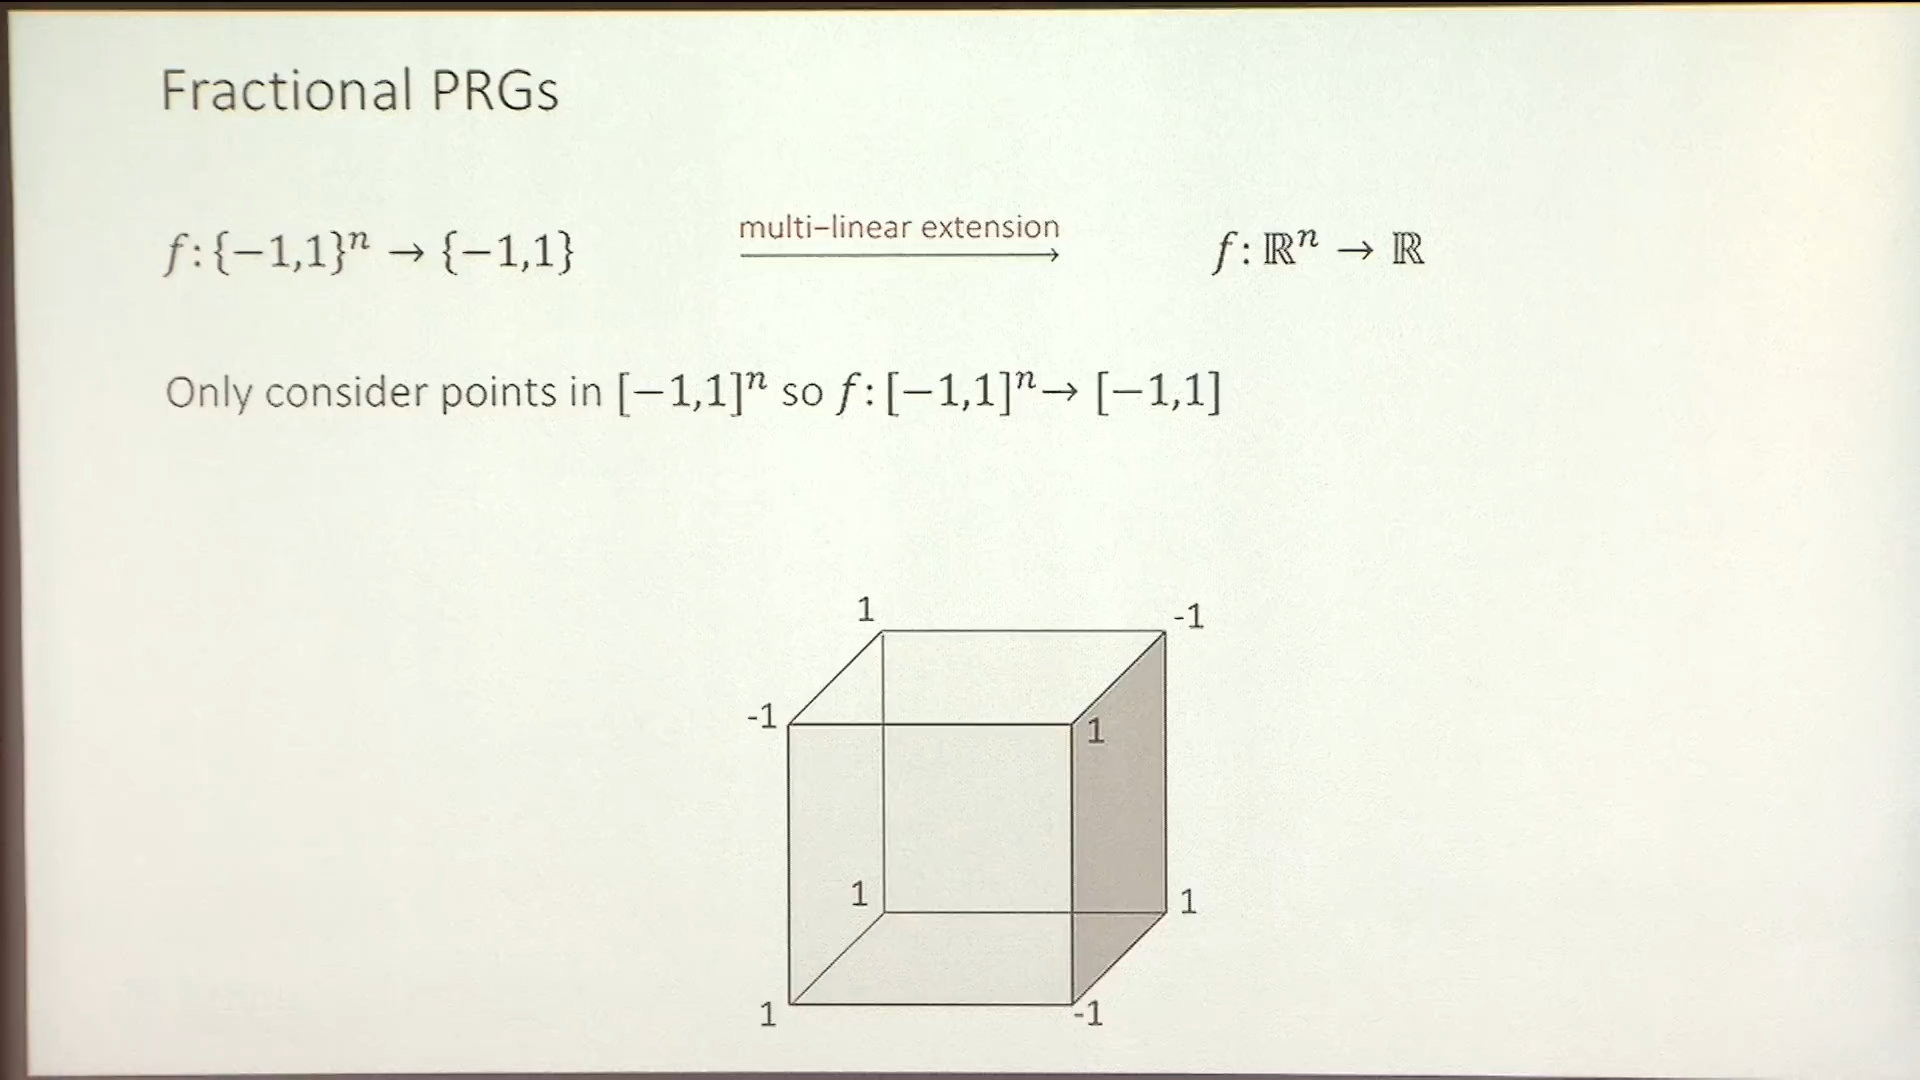 Fractional PRGs
multi-linear extension
f:{−1,1}ⁿ → {−1,1}
f: ℝⁿ → ℝ
Only consider points in [−1,1]ⁿ so f:[−1,1]ⁿ→ [−1,1]
1
-1
-1
1
1
1
1
-1